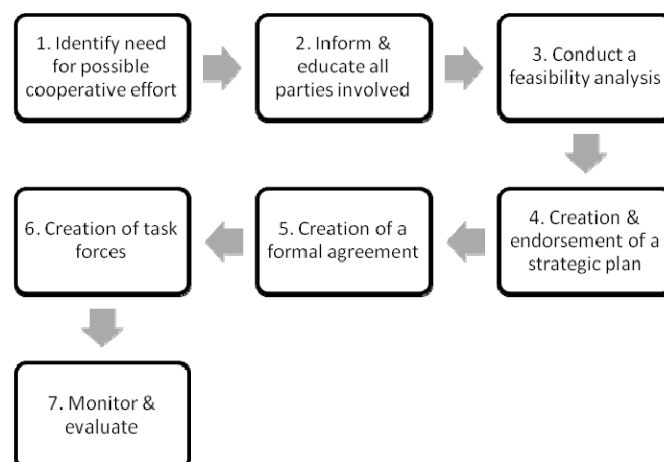 1. Identify need
for possible
cooperative effort
2. Inform &
educate all
parties involved
3. Conduct a
feasibility analysis
4. Creation &
endorsement of a
strategic plan
5. Creation of a
formal agreement
6. Creation of task
forces
7. Monitor &
evaluate